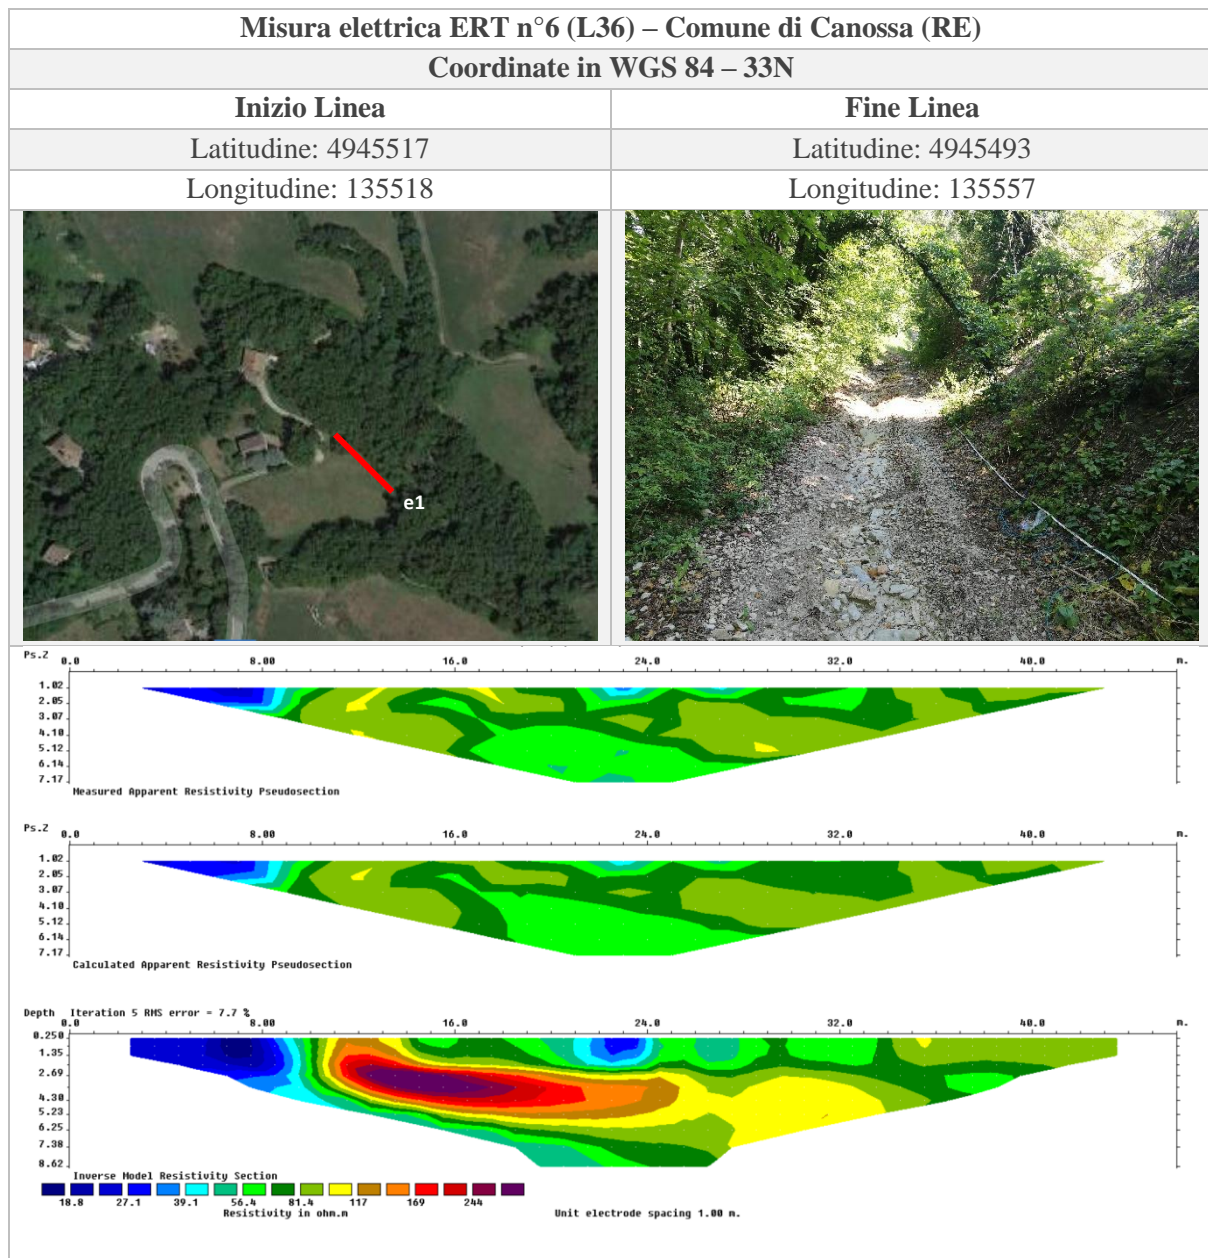 Misura elettrica ERT n°6 (L36) – Comune di Canossa (RE)
Coordinate in WGS 84 – 33N
Inizio Linea
Fine Linea
Latitudine: 4945517
Latitudine: 4945493
Longitudine: 135518
Longitudine: 135557
e1
Ps.Z 0.0 8.00 16.0 24.0 32.0 40.0 m.
1.02
2.05
3.07
4.10
5.12
6.14
7.17
Measured Apparent Resistivity Pseudosection
Ps.Z 0.0 8.00 16.0 24.0 32.0 40.0 m.
1.02
2.05
3.07
4.10
5.12
6.14
7.17
Calculated Apparent Resistivity Pseudosection
Depth Iteration 5 RMS error = 7.7 %
0.0 8.00 16.0 24.0 32.0 40.0 m.
0.250
1.35
2.69
4.30
5.23
6.25
7.38
8.62
Inverse Model Resistivity Section
18.8 27.1 39.1 56.4 81.4 117 169 244
Resistivity in ohm.m Unit electrode spacing 1.00 m.